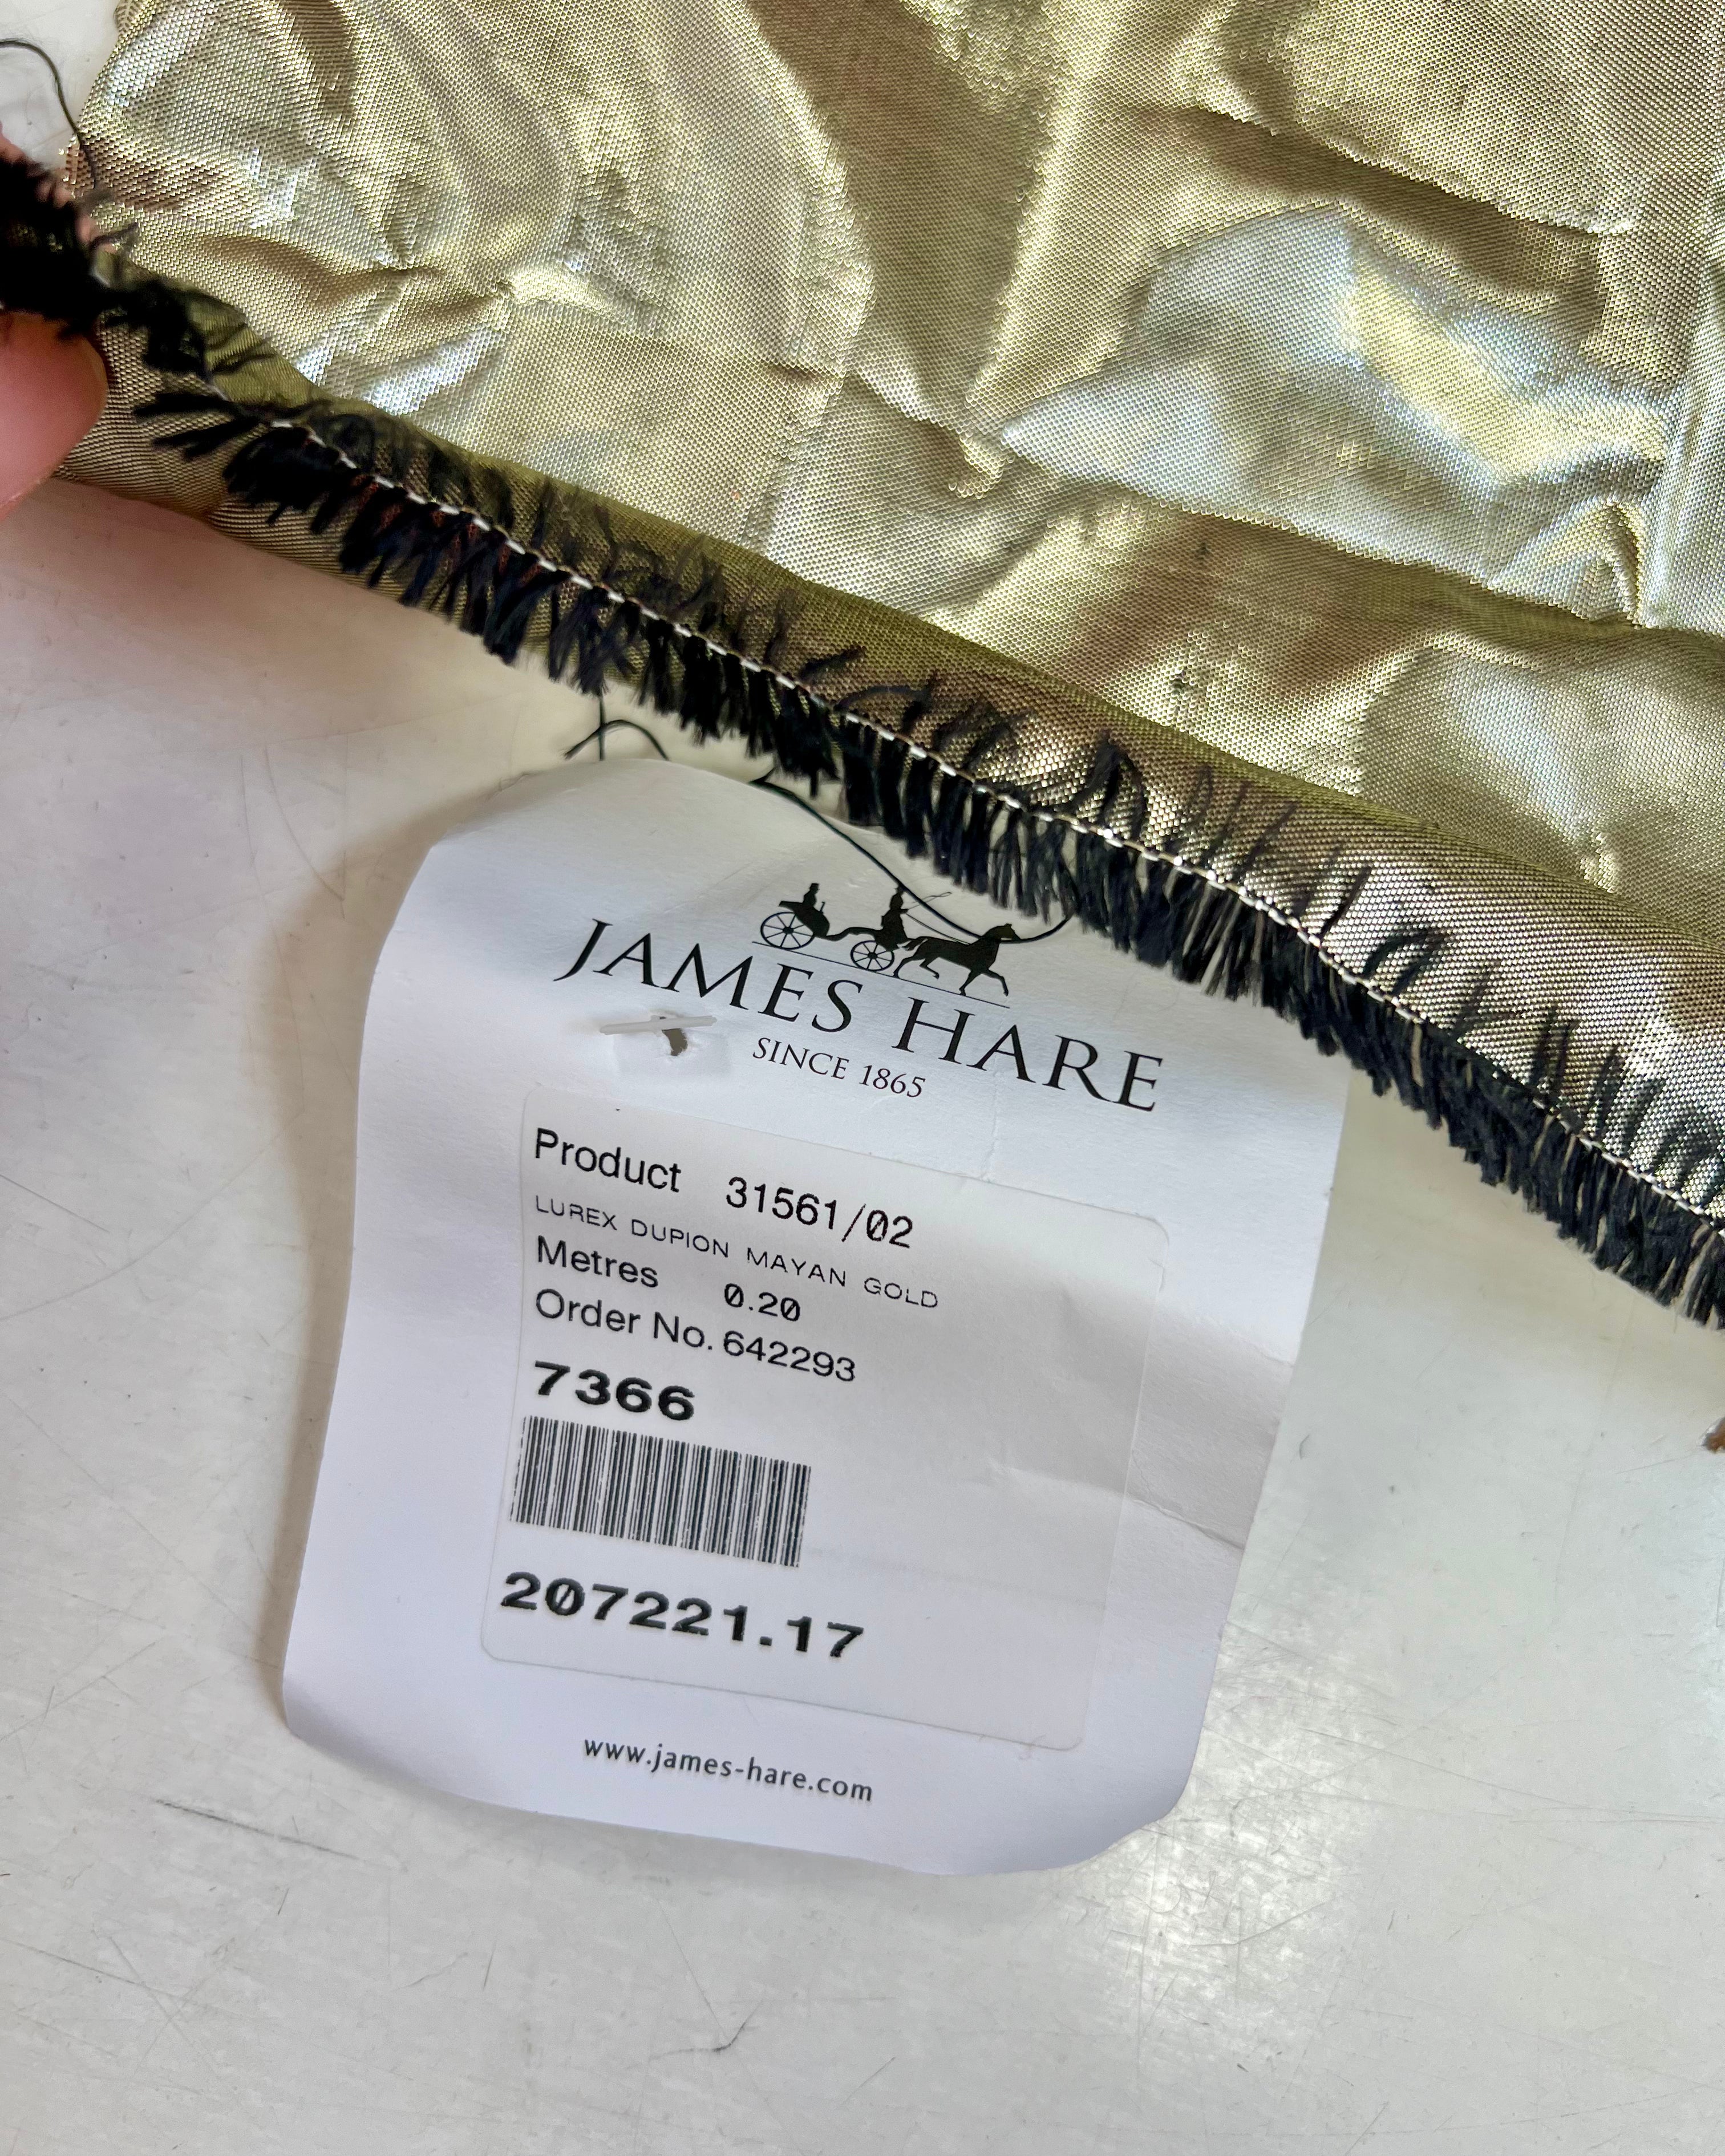 JAMES HARE
SINCE 1865
Product 31561/02
LUREX DUPION MAYAN GOLD
Metres 0.20
Order No. 642293
7366
207221.17
www.james-hare.com